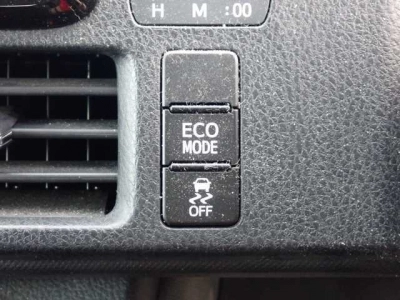 H M :00
ECO
MODE
OFF